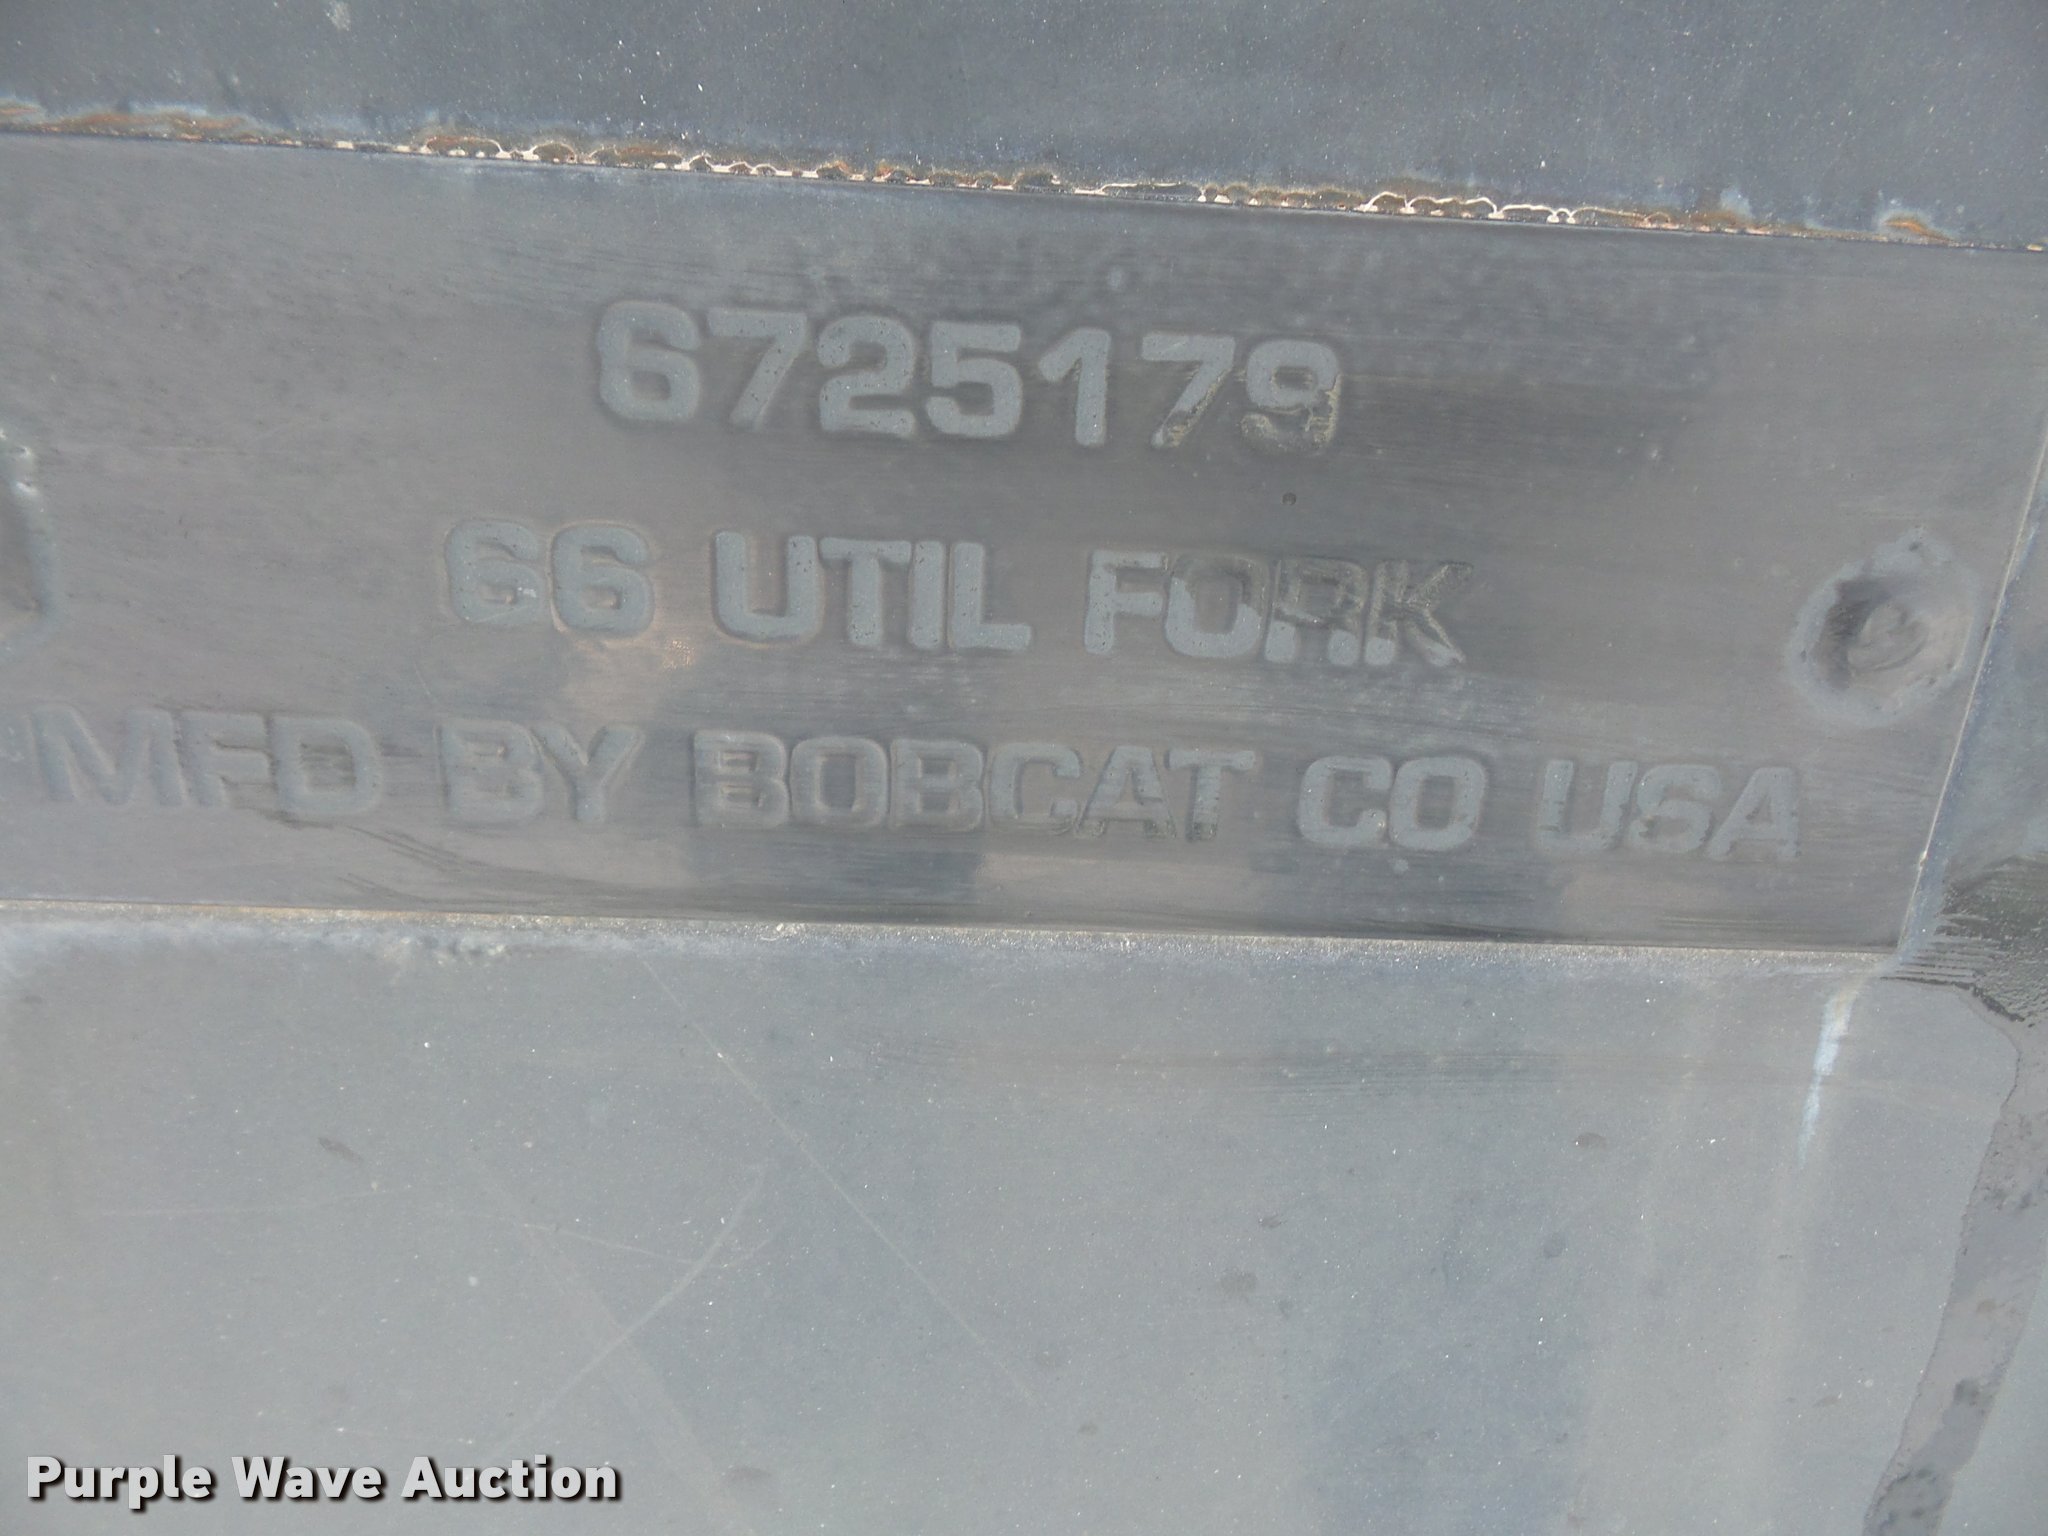 6725179
66 UTIL FORK
MFD BY BOBCAT CO USA
Purple Wave Auction